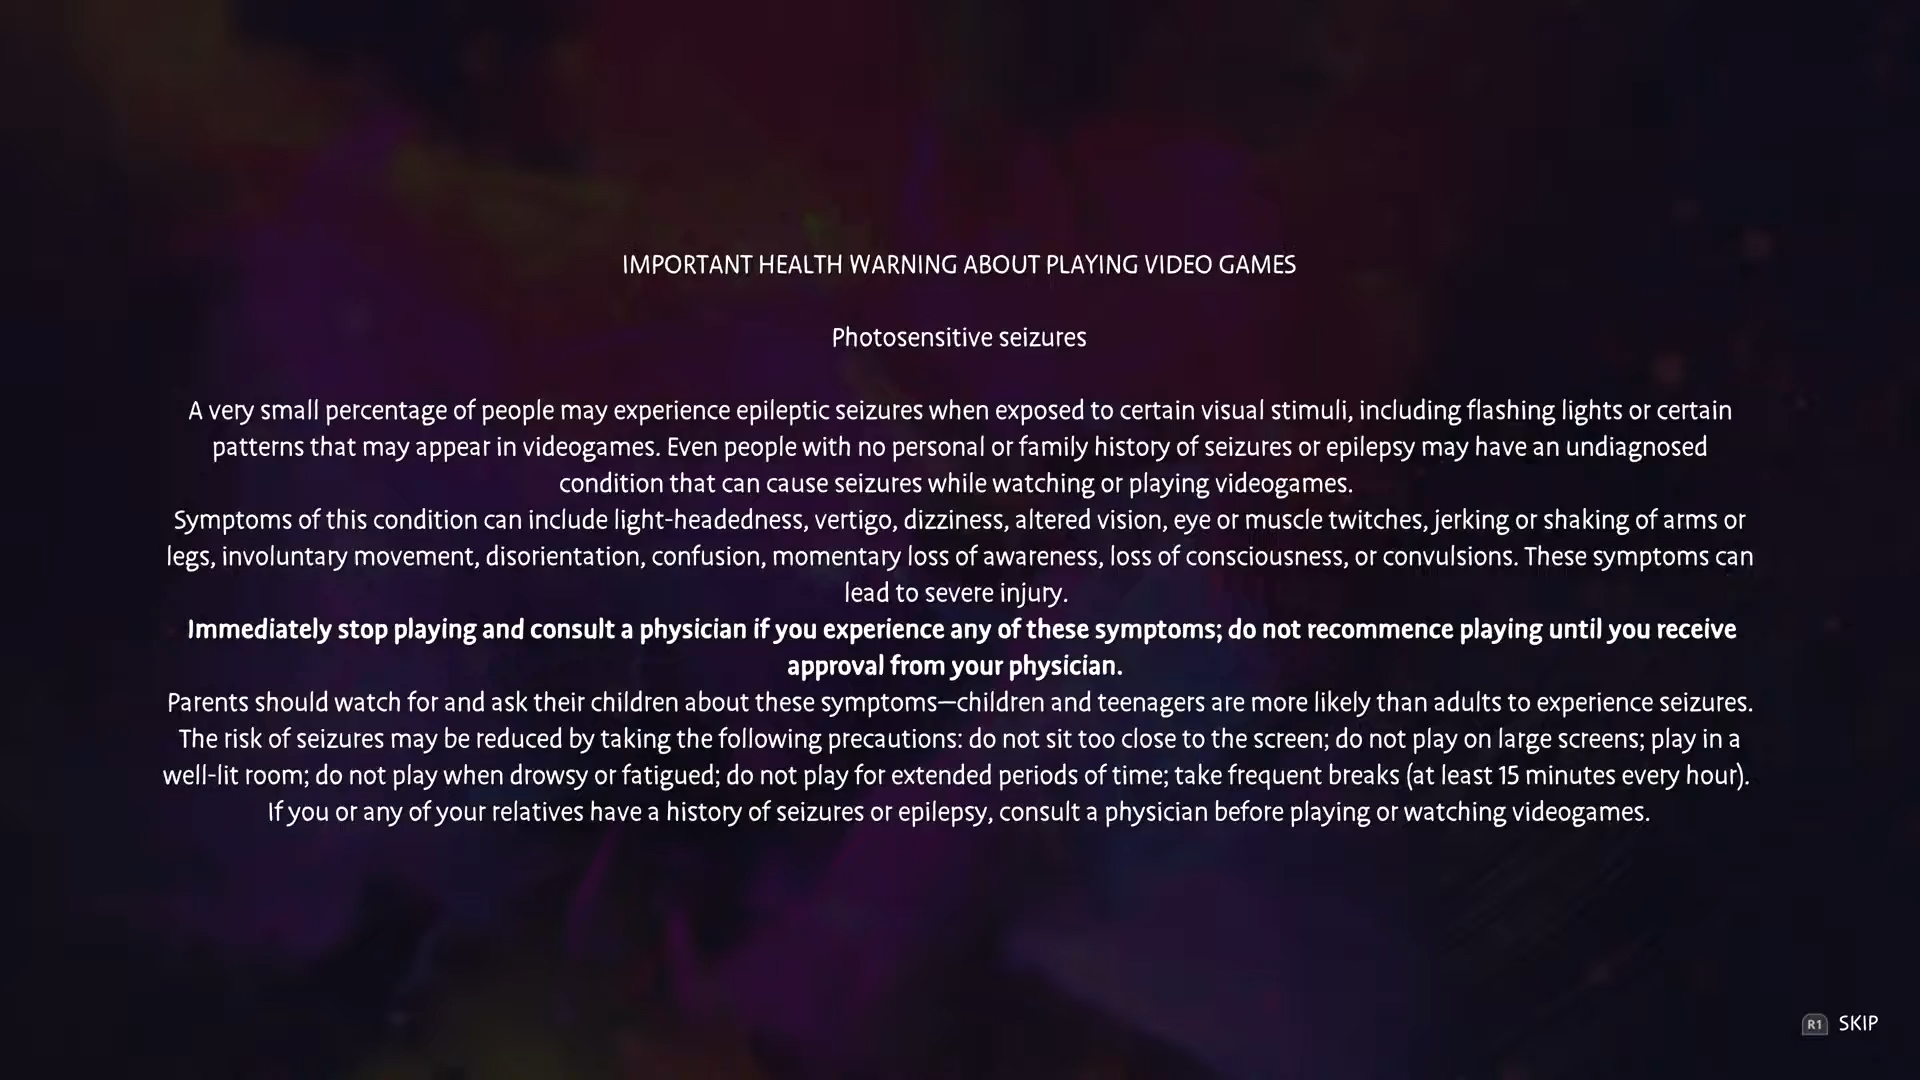 IMPORTANT HEALTH WARNING ABOUT PLAYING VIDEO GAMES
Photosensitive seizures
A very small percentage of people may experience epileptic seizures when exposed to certain visual stimuli, including flashing lights or certain
patterns that may appear in videogames. Even people with no personal or family history of seizures or epilepsy may have an undiagnosed
condition that can cause seizures while watching or playing videogames.
Symptoms of this condition can include light-headedness, vertigo, dizziness, altered vision, eye or muscle twitches, jerking or shaking of arms or
legs, involuntary movement, disorientation, confusion, momentary loss of awareness, loss of consciousness, or convulsions. These symptoms can
lead to severe injury.
Immediately stop playing and consult a physician if you experience any of these symptoms; do not recommence playing until you receive
approval from your physician.
Parents should watch for and ask their children about these symptoms—children and teenagers are more likely than adults to experience seizures.
The risk of seizures may be reduced by taking the following precautions: do not sit too close to the screen; do not play on large screens; play in a
well-lit room; do not play when drowsy or fatigued; do not play for extended periods of time; take frequent breaks (at least 15 minutes every hour).
If you or any of your relatives have a history of seizures or epilepsy, consult a physician before playing or watching videogames.
R1 SKIP